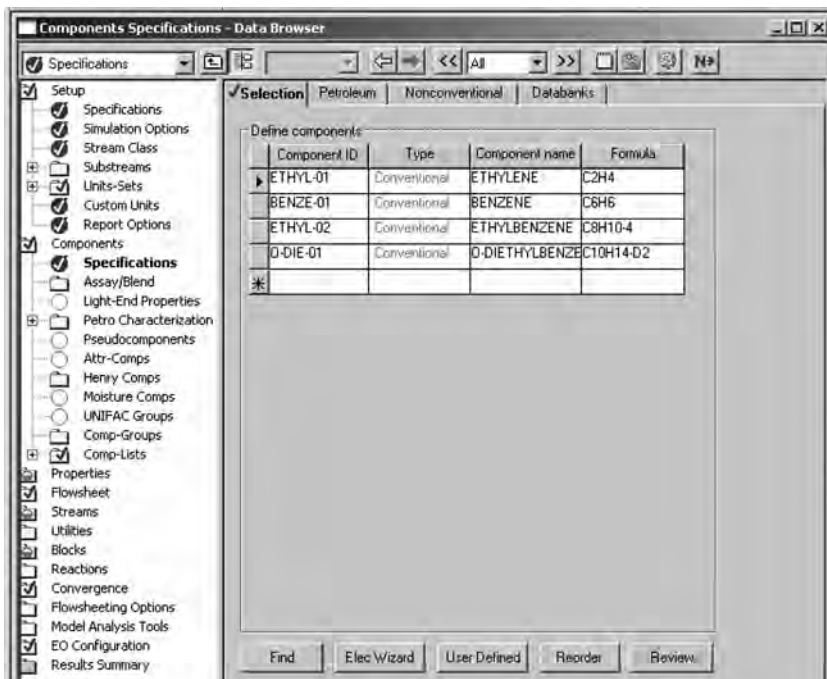 Components Specifications - Data Browser
Specifications
<<
All
>>
N>
Setup
Specifications
Simulation Options
Stream Class
Substreams
Units-Sets
Custom Units
Report Options
Components
Specifications
Assay/Blend
Light-End Properties
Petro Characterization
Pseudocomponents
Attr-Comps
Henry Comps
Moisture Comps
UNIFAC Groups
Comp-Groups
Comp-Lists
Properties
Flowsheet
Streams
Utilities
Blocks
Reactions
Convergence
Flowsheeting Options
Model Analysis Tools
EO Configuration
Results Summary
Selection Petroleum Nonconventional Databanks
Define components
Component ID Type Component name Formula
ETHYL-01 Conventional ETHYLENE C2H4
BENZE-01 Conventional BENZENE C6H6
ETHYL-02 Conventional ETHYLBENZENE C8H10-4
O-DIE-01 Conventional O-DIETHYLBENZE C10H14-D2
Find Elec Wizard User Defined Reorder Review